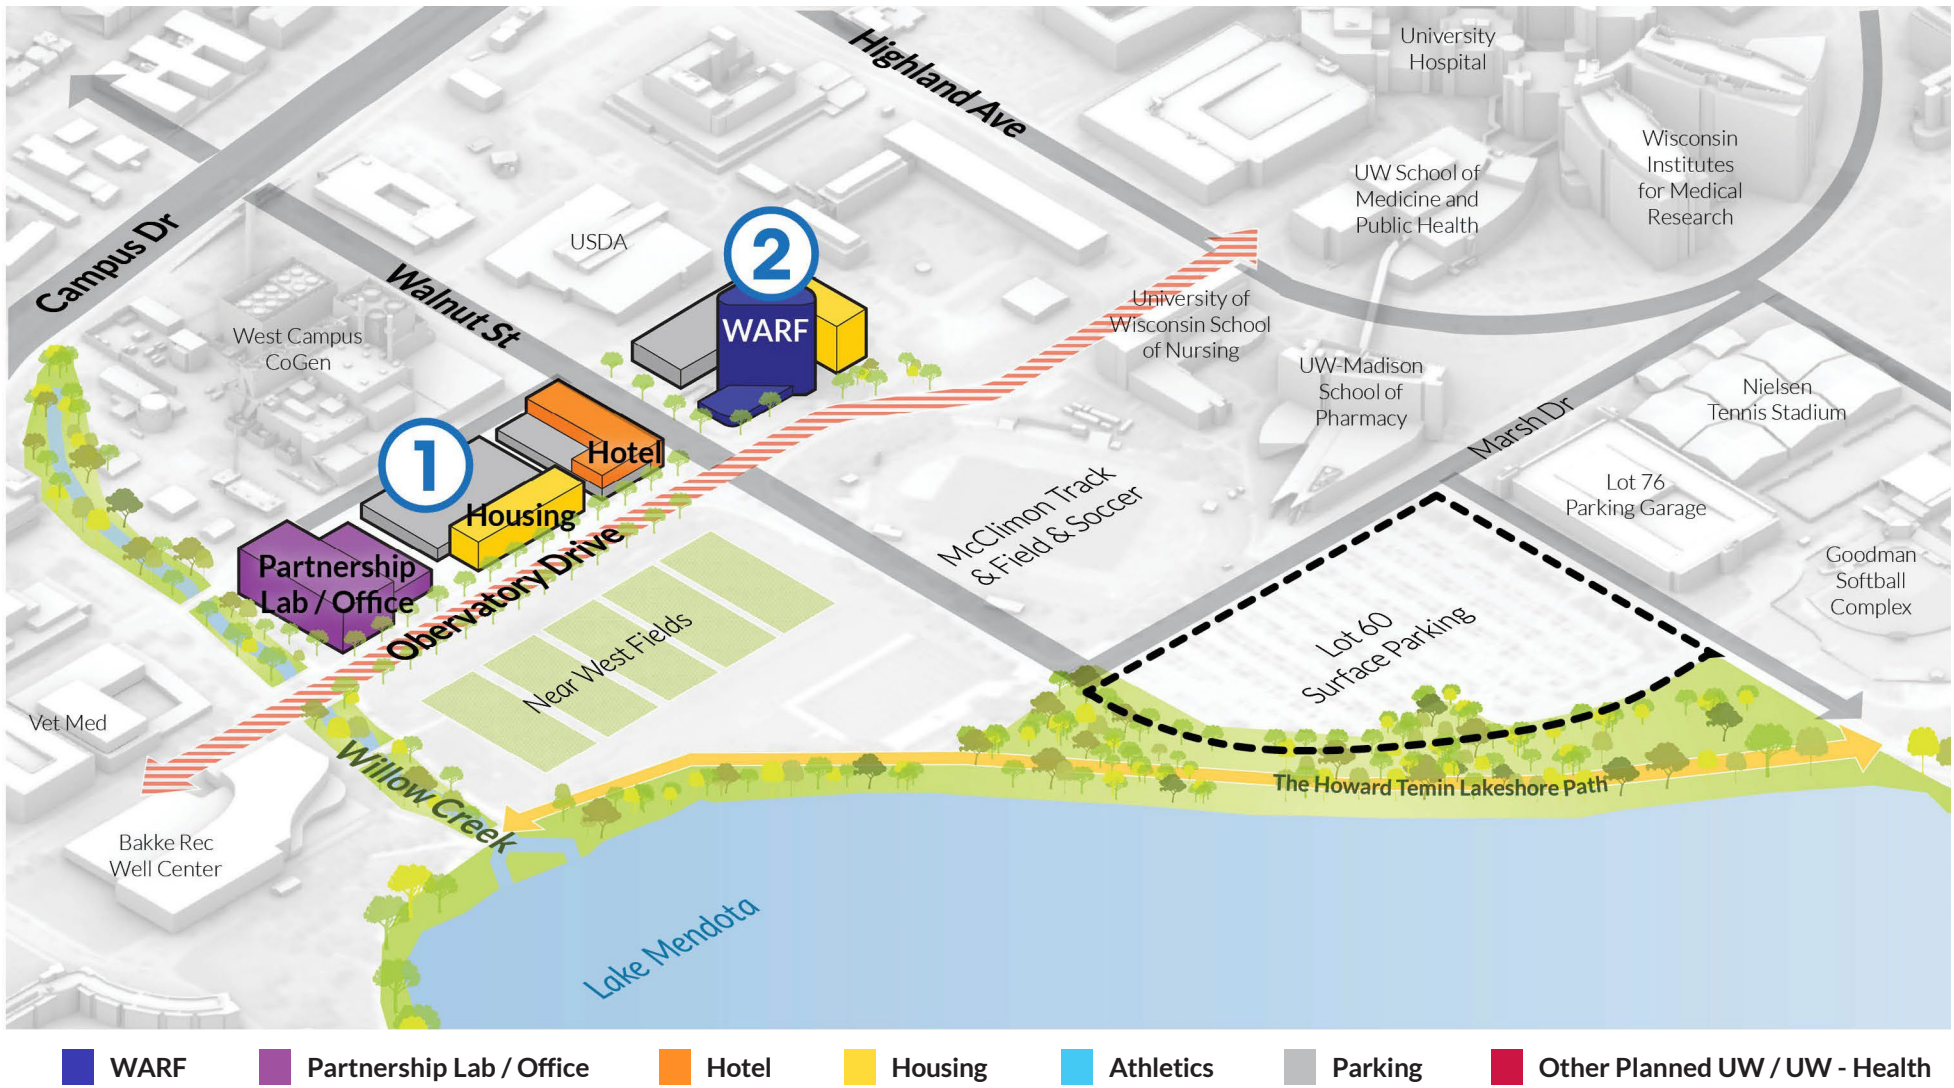 University
Hospital
Highland Ave
Wisconsin
Institutes
for Medical
Research
UW School of
Medicine and
Public Health
Campus Dr
USDA
2
Walnut St
WARF
University of
Wisconsin School
of Nursing
West Campus
CoGen
UW-Madison
School of
Pharmacy
Nielsen
Tennis Stadium
Marsh Dr
1
Hotel
Housing
Lot 76
Parking Garage
McClimon Track
& Field & Soccer
Partnership
Lab / Office
Obervatory Drive
Goodman
Softball
Complex
Near West Fields
Lot 60
Surface Parking
Vet Med
Willow Creek
The Howard Temin Lakeshore Path
Bakke Rec
Well Center
Lake Mendota
WARF
Partnership Lab / Office
Hotel
Housing
Athletics
Parking
Other Planned UW / UW - Health